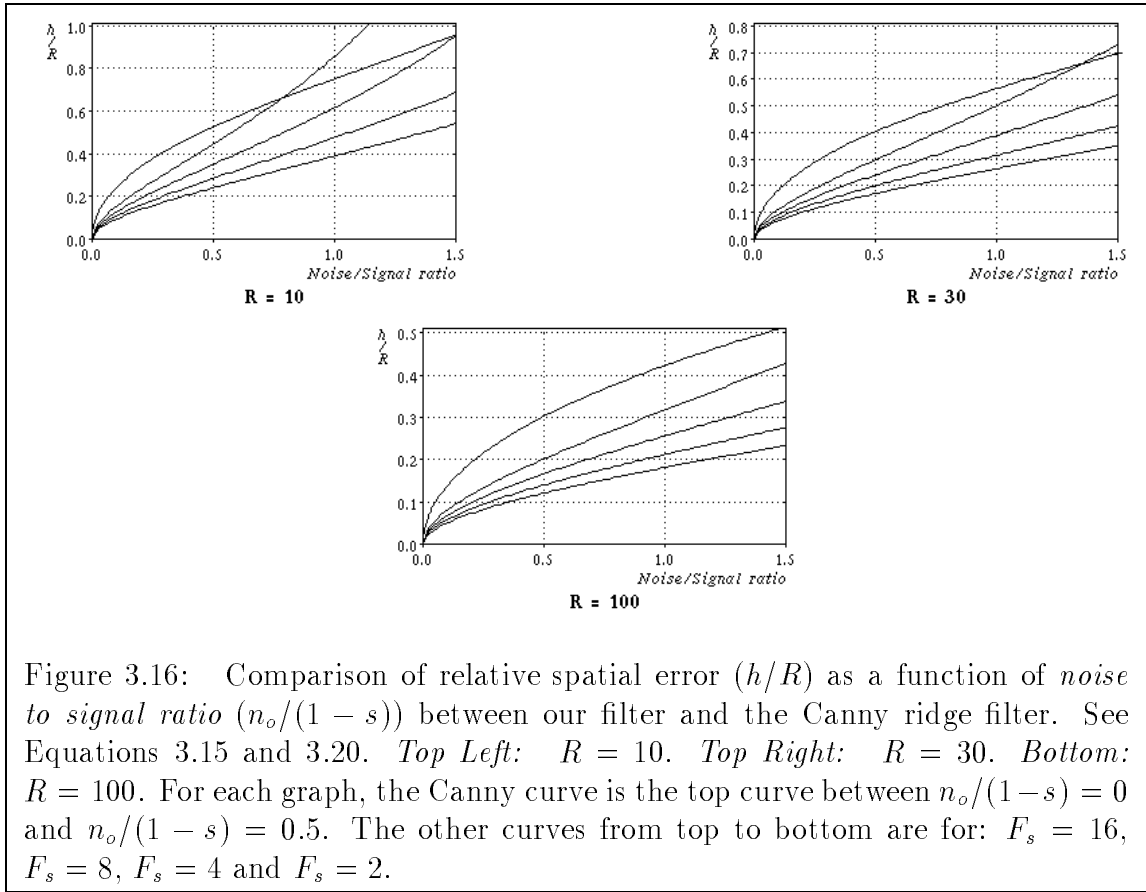 h
/
R
1.0
0.8
0.6
0.4
0.2
0.0
0.0 0.5 1.0 1.5
Noise/Signal ratio
R = 10
h
/
R
0.8
0.7
0.6
0.5
0.4
0.3
0.2
0.1
0.0
0.0 0.5 1.0 1.5
Noise/Signal ratio
R = 30
h
/
R
0.5
0.4
0.3
0.2
0.1
0.0
0.0 0.5 1.0 1.5
Noise/Signal ratio
R = 100
Figure 3.16: Comparison of relative spatial error (h/R) as a function of noise
to signal ratio (n_o/(1 − s)) between our filter and the Canny ridge filter. See
Equations 3.15 and 3.20. Top Left: R = 10. Top Right: R = 30. Bottom:
R = 100. For each graph, the Canny curve is the top curve between n_o/(1−s) = 0
and n_o/(1 − s) = 0.5. The other curves from top to bottom are for: F_s = 16,
F_s = 8, F_s = 4 and F_s = 2.